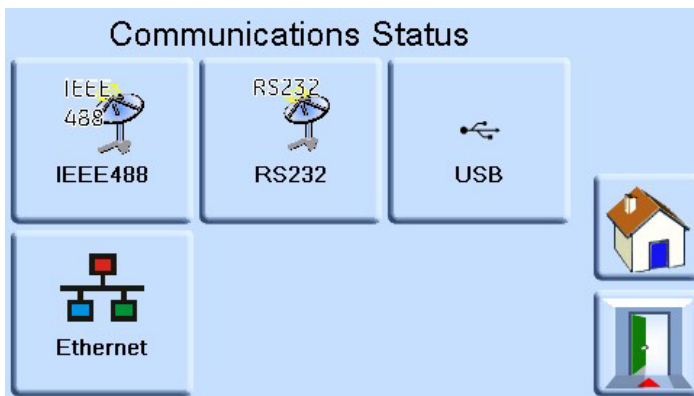 Communications Status
IEEE
488
IEEE488
RS232
RS232
USB
Ethernet